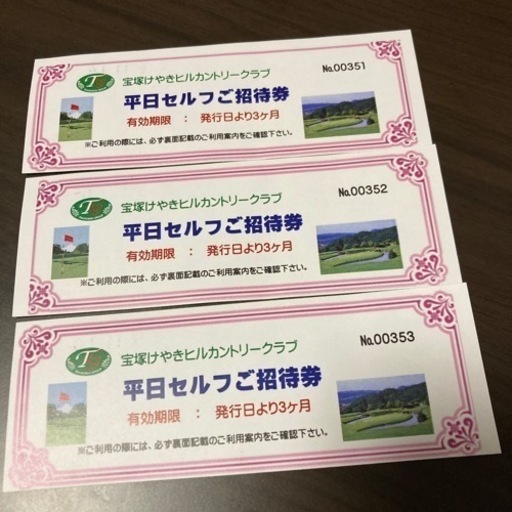 宝塚けやきヒルカントリークラブ
No.00351
平日セルフご招待券
有効期限 : 発行日より3ヶ月
※ご利用の際には、必ず裏面記載のご利用案内をご確認下さい。
宝塚けやきヒルカントリークラブ
No.00352
平日セルフご招待券
有効期限 : 発行日より3ヶ月
※ご利用の際には、必ず裏面記載のご利用案内をご確認下さい。
宝塚けやきヒルカントリークラブ
No.00353
平日セルフご招待券
有効期限 : 発行日より3ヶ月
※ご利用の際には、必ず裏面記載のご利用案内をご確認下さい。